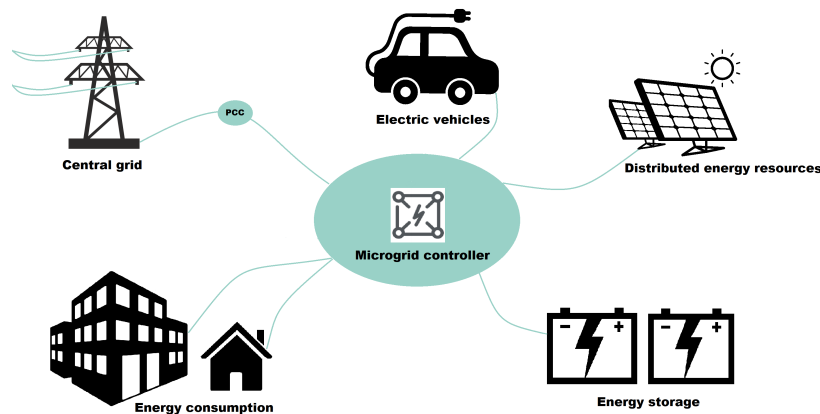 Electric vehicles
PCC
Central grid
Distributed energy resources
Microgrid controller
Energy consumption
Energy storage